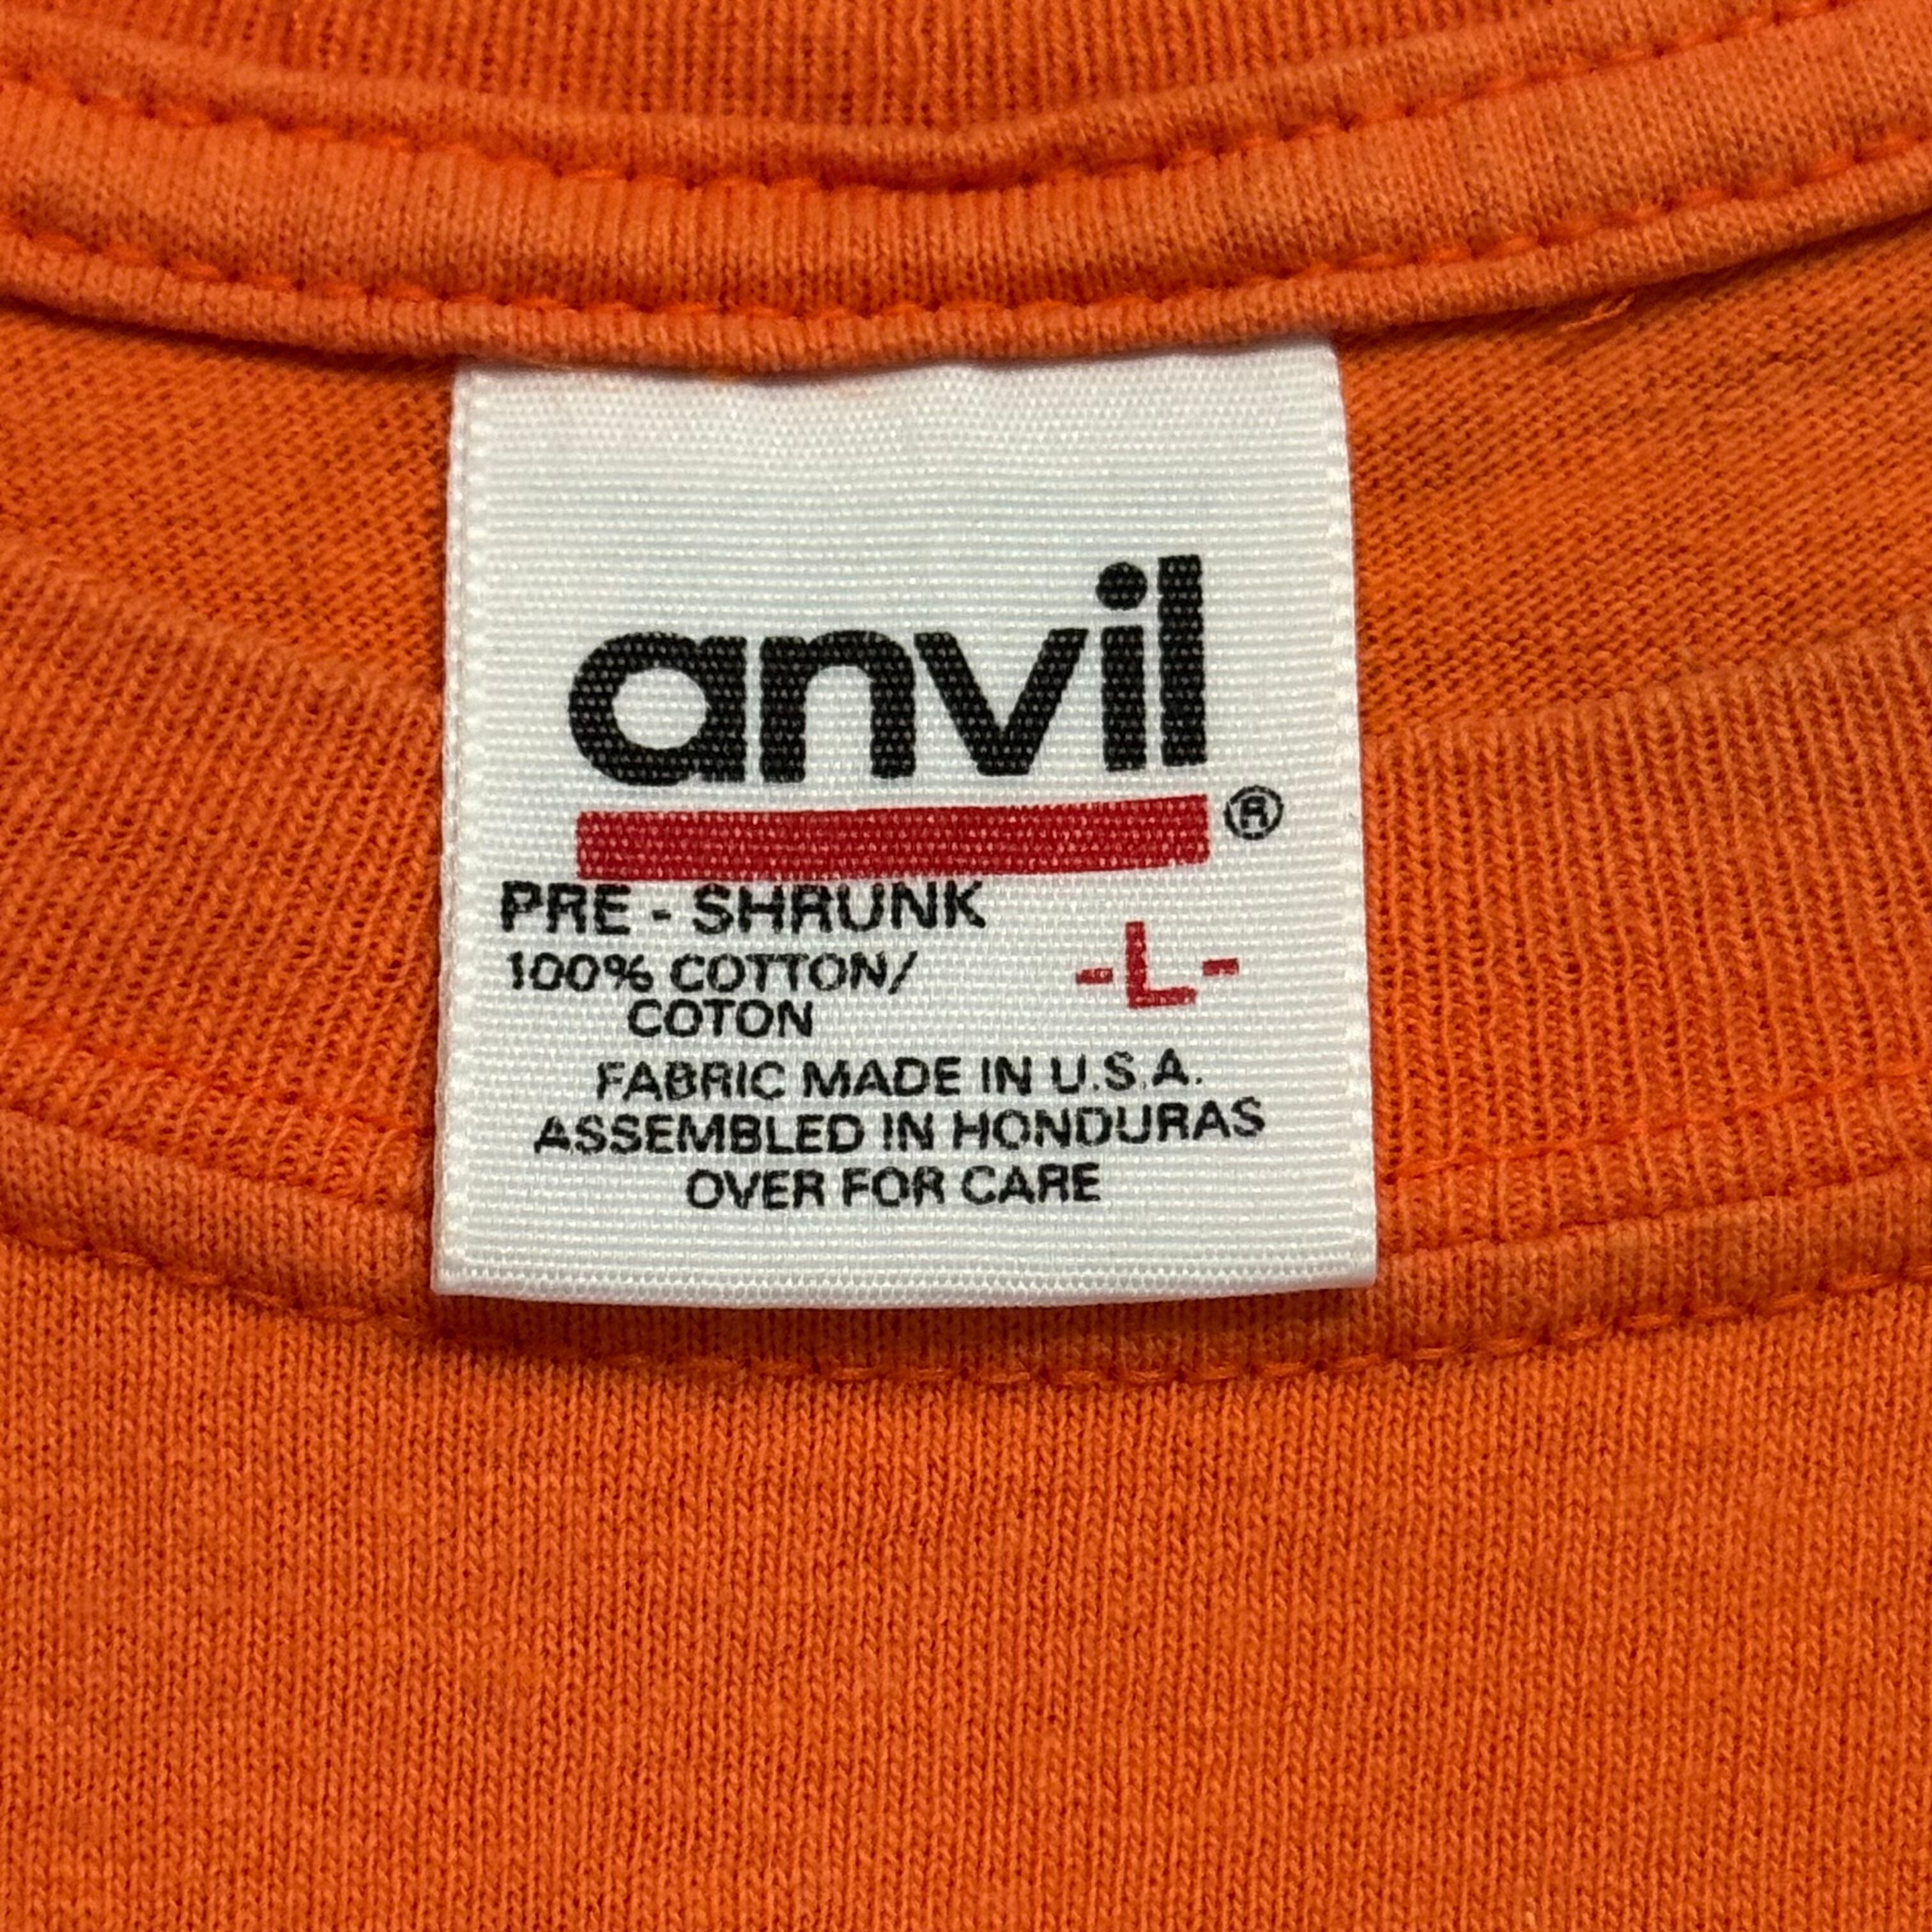 anvil
®
PRE - SHRUNK
100% COTTON/
COTON
-L-
FABRIC MADE IN U.S.A.
ASSEMBLED IN HONDURAS
OVER FOR CARE